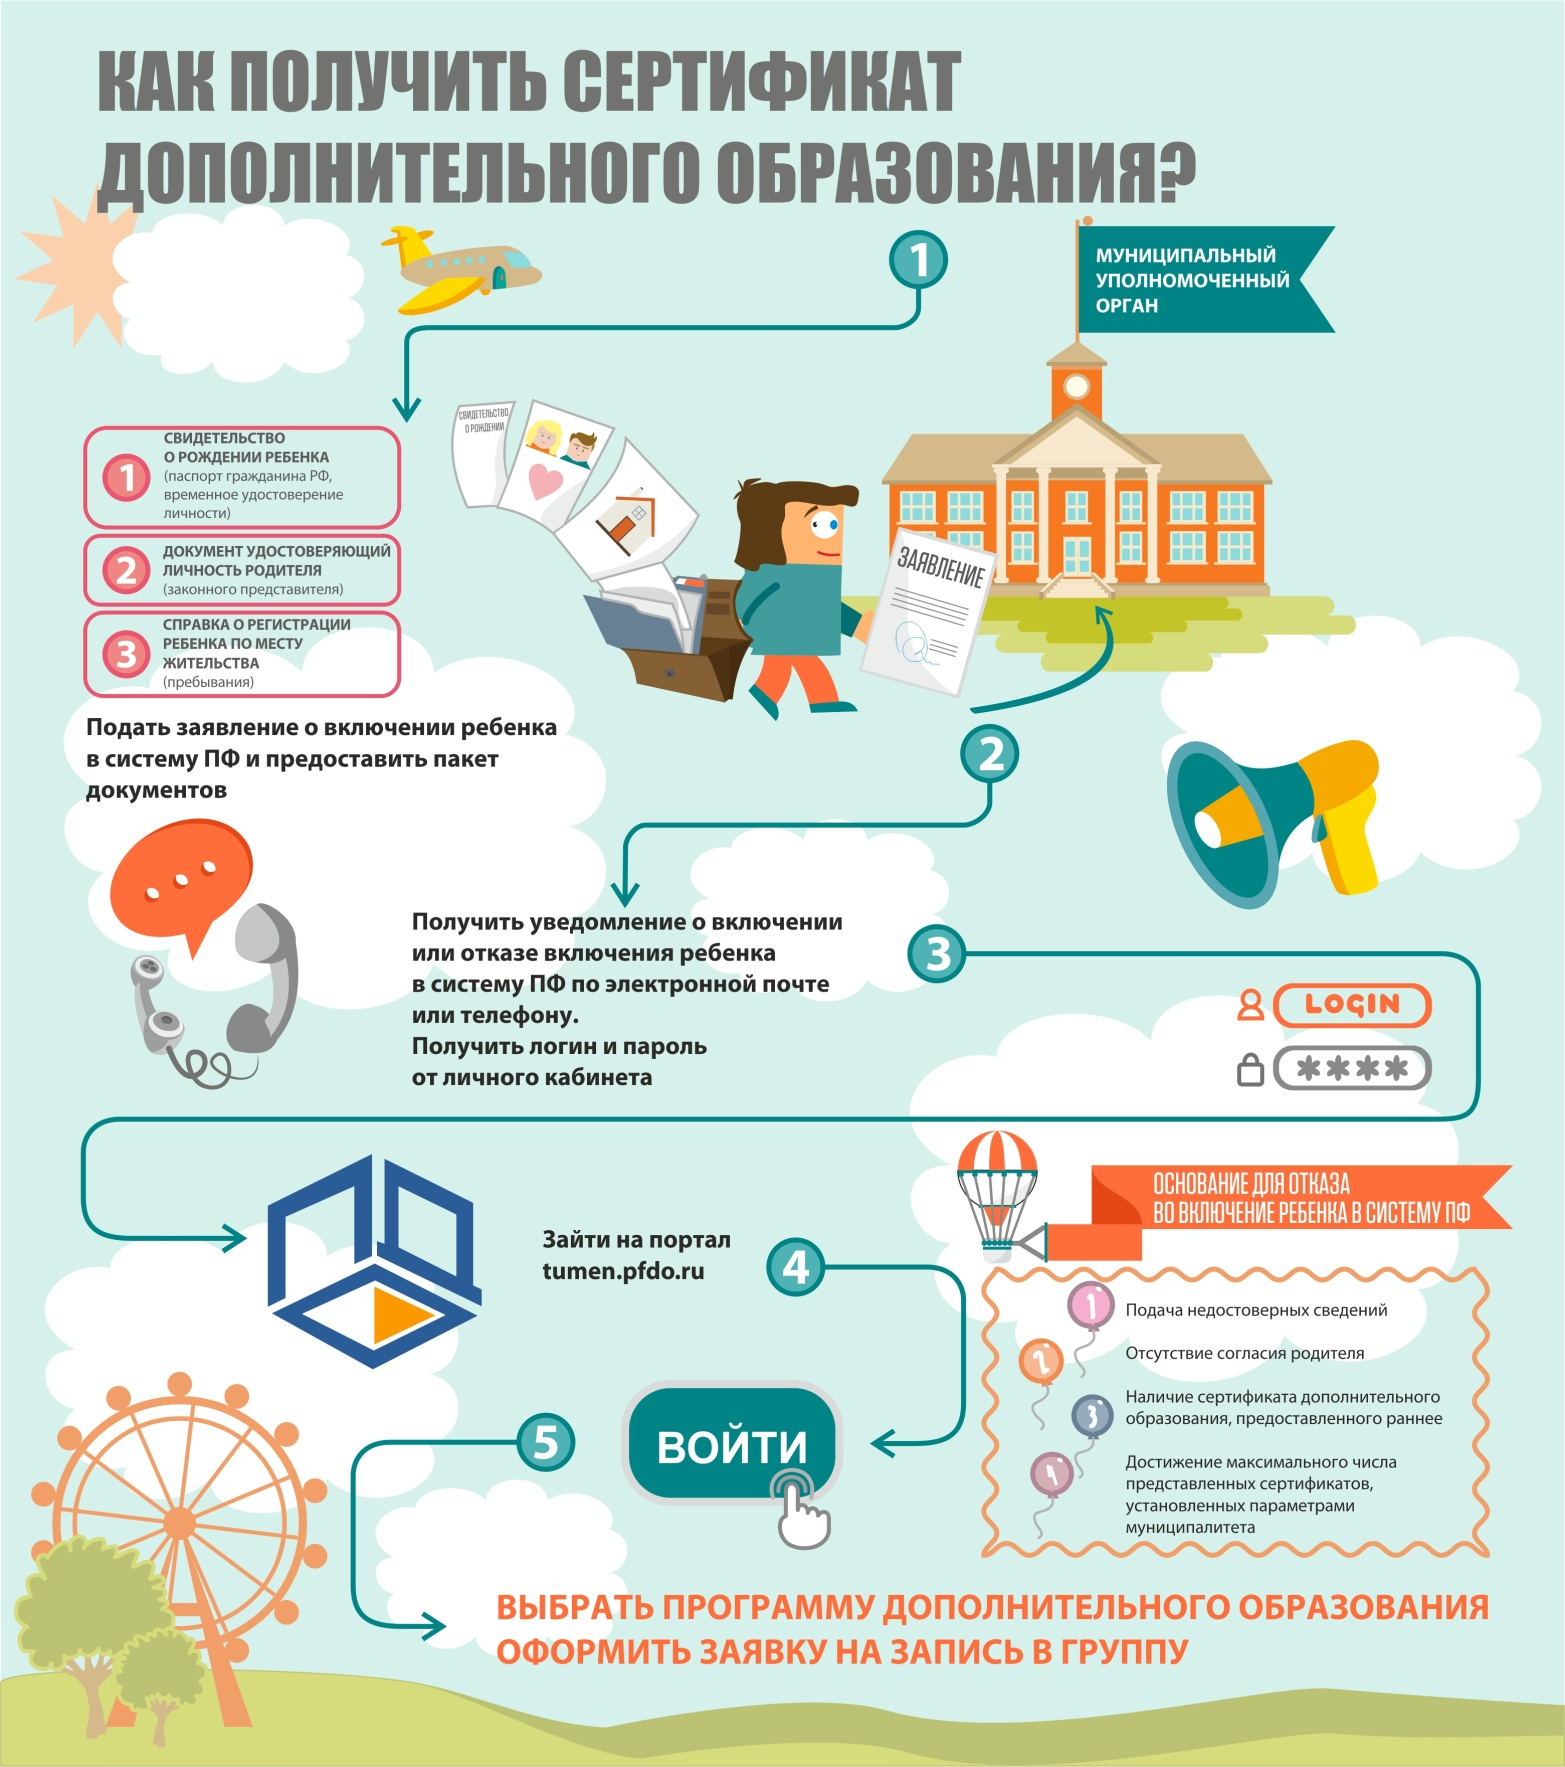 КАК ПОЛУЧИТЬ СЕРТИФИКАТ
ДОПОЛНИТЕЛЬНОГО ОБРАЗОВАНИЯ?
1
МУНИЦИПАЛЬНЫЙ
УПОЛНОМОЧЕННЫЙ
ОРГАН
СВИДЕТЕЛЬСТВО
О РОЖДЕНИИ
1
СВИДЕТЕЛЬСТВО
О РОЖДЕНИИ РЕБЕНКА
(паспорт гражданина РФ,
временное удостоверение
личности)
2
ДОКУМЕНТ УДОСТОВЕРЯЮЩИЙ
ЛИЧНОСТЬ РОДИТЕЛЯ
(законного представителя)
3
СПРАВКА О РЕГИСТРАЦИИ
РЕБЕНКА ПО МЕСТУ
ЖИТЕЛЬСТВА
(пребывания)
ЗАЯВЛЕНИЕ
Подать заявление о включении ребенка
в систему ПФ и предоставить пакет
документов
2
Получить уведомление о включении
или отказе включения ребенка
в систему ПФ по электронной почте
или телефону.
Получить логин и пароль
от личного кабинета
3
LOGIN
****
Зайти на портал
tumen.pfdo.ru
4
ОСНОВАНИЕ ДЛЯ ОТКАЗА
ВО ВКЛЮЧЕНИЕ РЕБЕНКА В СИСТЕМУ ПФ
1
Подача недостоверных сведений
2
Отсутствие согласия родителя
3
Наличие сертификата дополнительного
образования, предоставленного раннее
4
Достижение максимального числа
представленных сертификатов,
установленных параметрами
муниципалитета
ВОЙТИ
5
ВЫБРАТЬ ПРОГРАММУ ДОПОЛНИТЕЛЬНОГО ОБРАЗОВАНИЯ
ОФОРМИТЬ ЗАЯВКУ НА ЗАПИСЬ В ГРУППУ